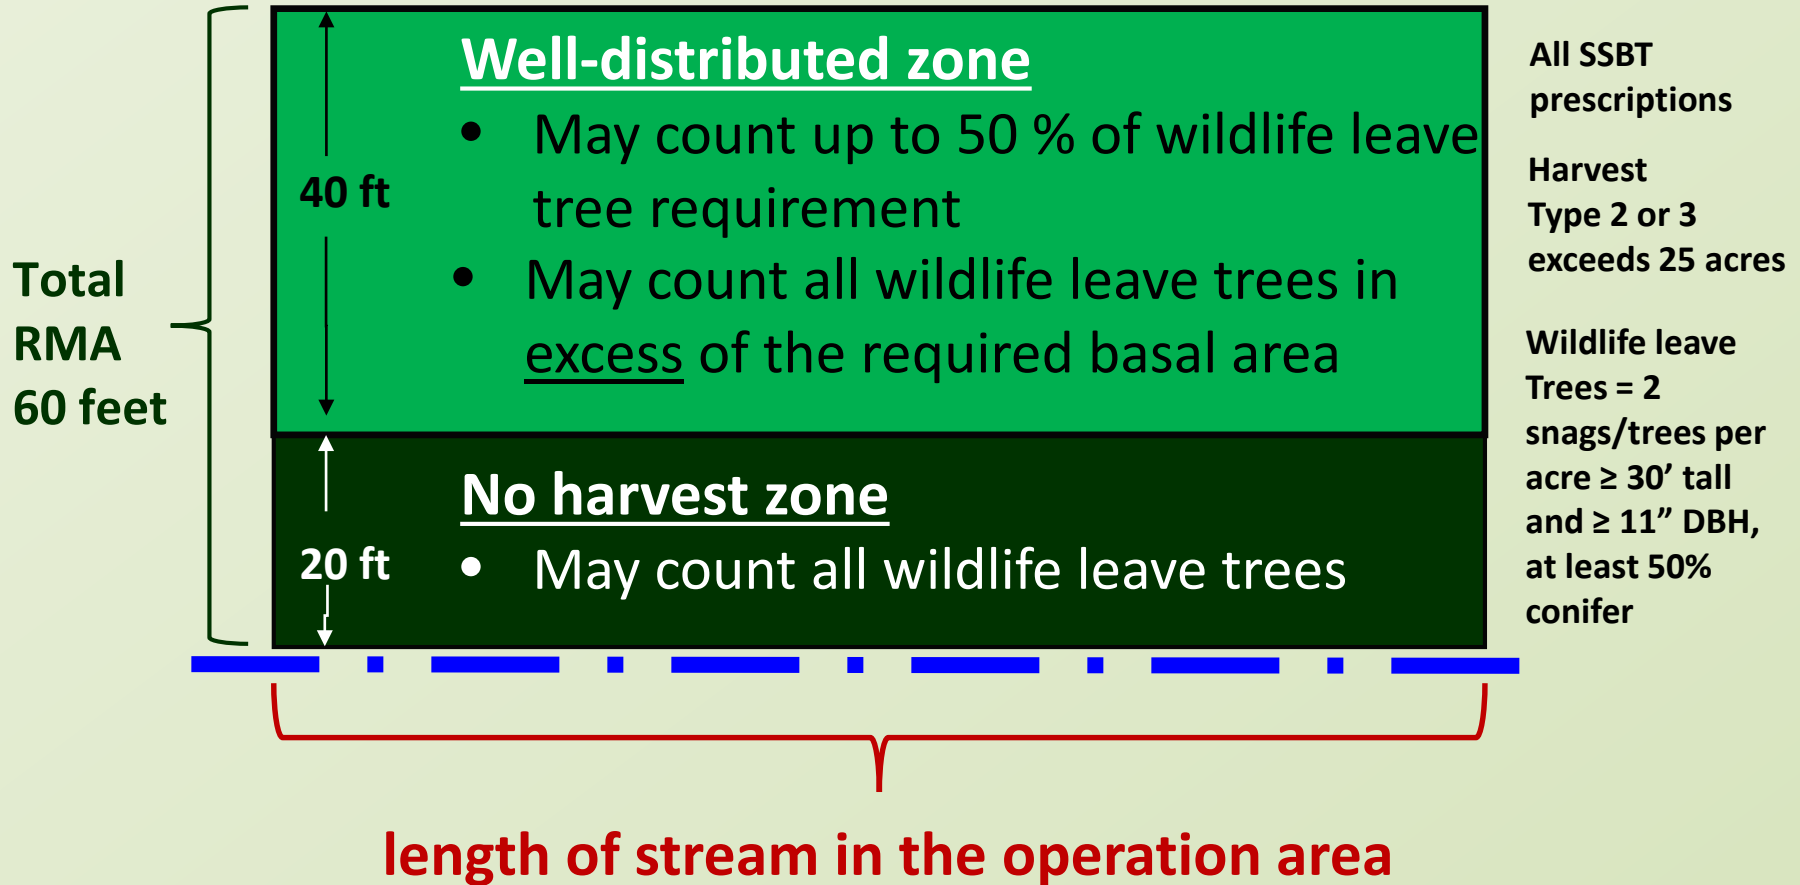 Well-distributed zone
• May count up to 50 % of wildlife leave
tree requirement
• May count all wildlife leave trees in
excess of the required basal area
40 ft
No harvest zone
• May count all wildlife leave trees
20 ft
Total
RMA
60 feet
All SSBT
prescriptions
Harvest
Type 2 or 3
exceeds 25 acres
Wildlife leave
Trees = 2
snags/trees per
acre ≥ 30’ tall
and ≥ 11” DBH,
at least 50%
conifer
length of stream in the operation area